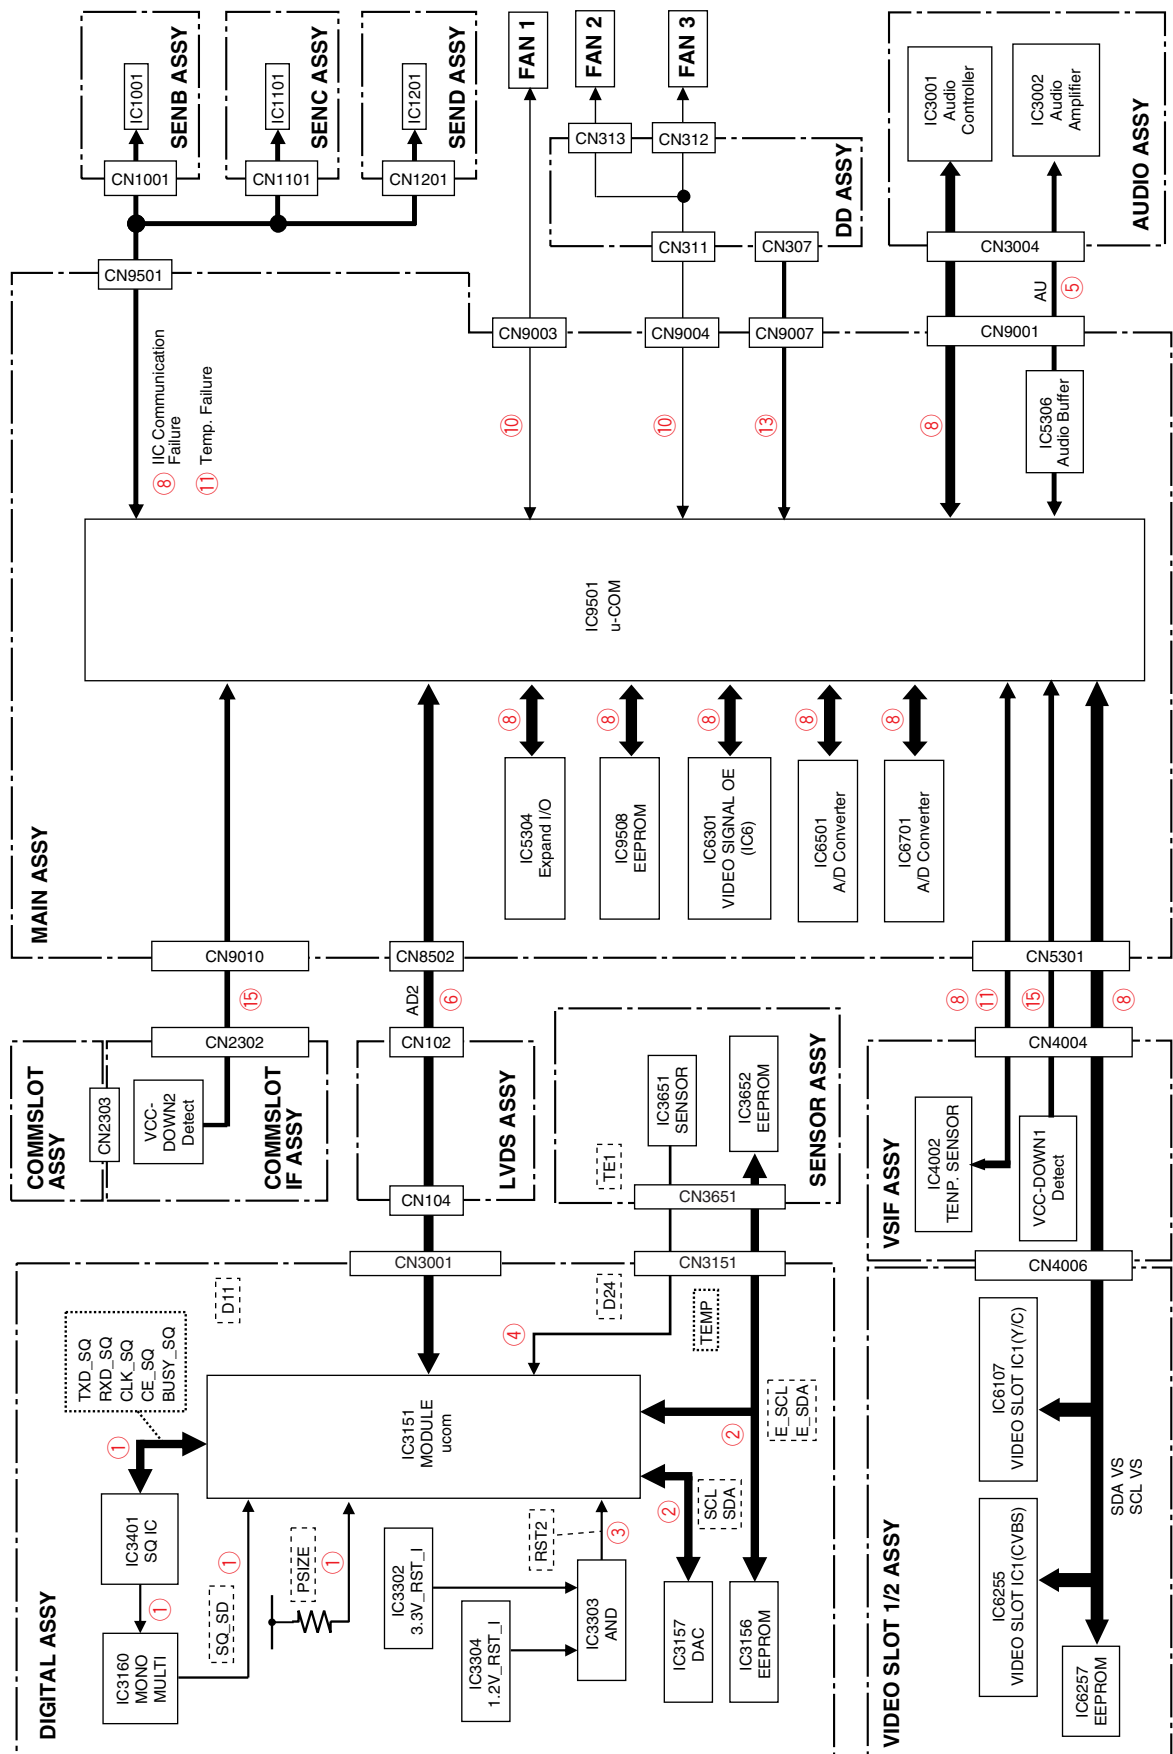 DIGITAL ASSY
IC3160
MONO
MULTI
①
IC3401
SQ IC
①
TXD_SQ
RXD_SQ
CLK_SQ
CE_SQ
BUSY_SQ
SQ_SD
①
PSIZE
①
D11
IC3302
3.3V_RST_I
IC3304
1.2V_RST_I
IC3303
AND
RST2
③
IC3151
MODULE
ucom
④
D24
CN3001
IC3157
DAC
②
SCL
SDA
IC3156
EEPROM
②
E_SCL
E_SDA
TEMP
CN3151
COMMSLOT
ASSY
CN2303
VCC-
DOWN2
Detect
COMMSLOT
IF ASSY
CN2302
⑮
CN9010
CN104
LVDS ASSY
CN102
AD2
⑥
CN8502
TE1
CN3651
IC3651
SENSOR
IC3652
EEPROM
SENSOR ASSY
VIDEO SLOT 1/2 ASSY
IC6255
VIDEO SLOT IC1(CVBS)
IC6107
VIDEO SLOT IC1(Y/C)
IC6257
EEPROM
SDA VS
SCL VS
CN4006
VSIF ASSY
IC4002
TENP. SENSOR
VCC-DOWN1
Detect
CN4004
⑧
⑪
⑮
⑧
CN5301
MAIN ASSY
IC5304
Expand I/O
⑧
IC9508
EEPROM
⑧
IC6301
VIDEO SIGNAL OE
(IC6)
⑧
IC6501
A/D Converter
⑧
IC6701
A/D Converter
⑧
IC9501
u-COM
⑧ IIC Communication
Failure
⑪ Temp. Failure
CN9501
⑩
CN9003
⑩
CN9004
⑬
CN9007
⑧
IC5306
Audio Buffer
CN9001
AU
⑤
CN1001
IC1001
SENB ASSY
CN1101
IC1101
SENC ASSY
CN1201
IC1201
SEND ASSY
FAN 1
FAN 2
FAN 3
CN311
CN307
CN313
CN312
DD ASSY
CN3004
IC3001
Audio
Controller
IC3002
Audio
Amplifier
AUDIO ASSY